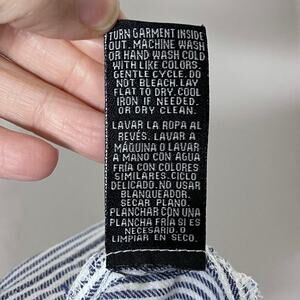 TURN GARMENT INSIDE
OUT. MACHINE WASH
OR HAND WASH COLD
WITH LIKE COLORS.
GENTLE CYCLE. DO
NOT BLEACH. LAY
FLAT TO DRY. COOL
IRON IF NEEDED.
OR DRY CLEAN.
LAVAR LA ROPA AL
REVÉS. LAVAR A
MÁQUINA O LAVAR
A MANO CON AGUA
FRÍA CON COLORES
SIMILARES. CICLO
DELICADO. NO USAR
BLANQUEADOR.
SECAR PLANO.
PLANCHAR CON UNA
PLANCHA FRÍA SI ES
NECESARIO. O
LIMPIAR EN SECO.